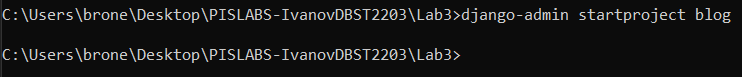 C:\Users\brone\Desktop\PISLABS-IvanovDBST2203\Lab3>django-admin startproject blog
C:\Users\brone\Desktop\PISLABS-IvanovDBST2203\Lab3>